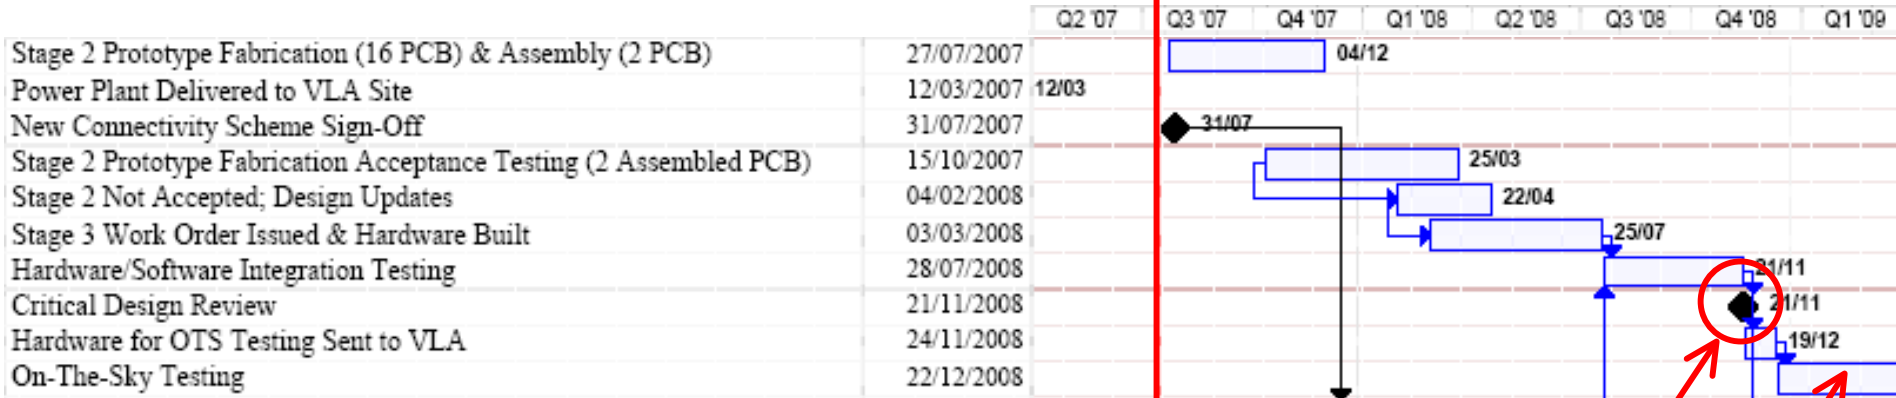 Q2 '07 Q3 '07 Q4 '07 Q1 '08 Q2 '08 Q3 '08 Q4 '08 Q1 '09
Stage 2 Prototype Fabrication (16 PCB) & Assembly (2 PCB) 27/07/2007 04/12
Power Plant Delivered to VLA Site 12/03/2007 12/03
New Connectivity Scheme Sign-Off 31/07/2007 31/07
Stage 2 Prototype Fabrication Acceptance Testing (2 Assembled PCB) 15/10/2007 25/03
Stage 2 Not Accepted; Design Updates 04/02/2008 22/04
Stage 3 Work Order Issued & Hardware Built 03/03/2008 25/07
Hardware/Software Integration Testing 28/07/2008 21/11
Critical Design Review 21/11/2008 21/11
Hardware for OTS Testing Sent to VLA 24/11/2008 19/12
On-The-Sky Testing 22/12/2008